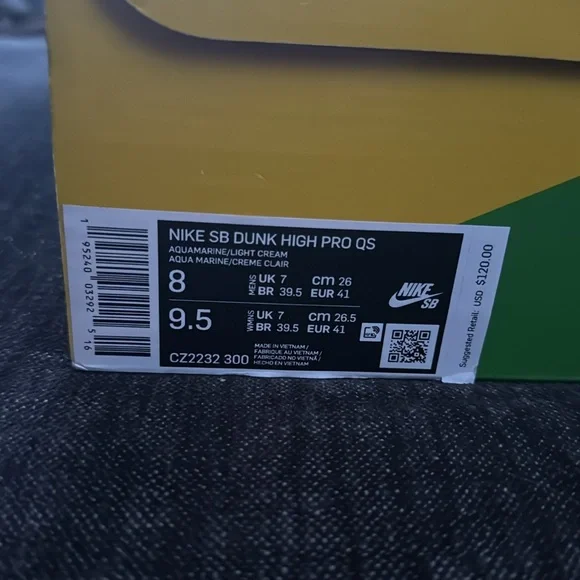 NIKE SB DUNK HIGH PRO QS
AQUAMARINE/LIGHT CREAM
AQUA MARINE/CREME CLAIR
8 MENS UK 7 cm 26
BR 39.5 EUR 41
9.5 WMNS UK 7 cm 26.5
BR 39.5 EUR 41
CZ2232 300
MADE IN VIETNAM /
FABRIQUE AU VIETNAM /
FABRICADO NO VIETNÃ /
HECHO EN VIETNAM
NIKE SB
Suggested Retail: USD $120.00
1 95240 03292 5 16